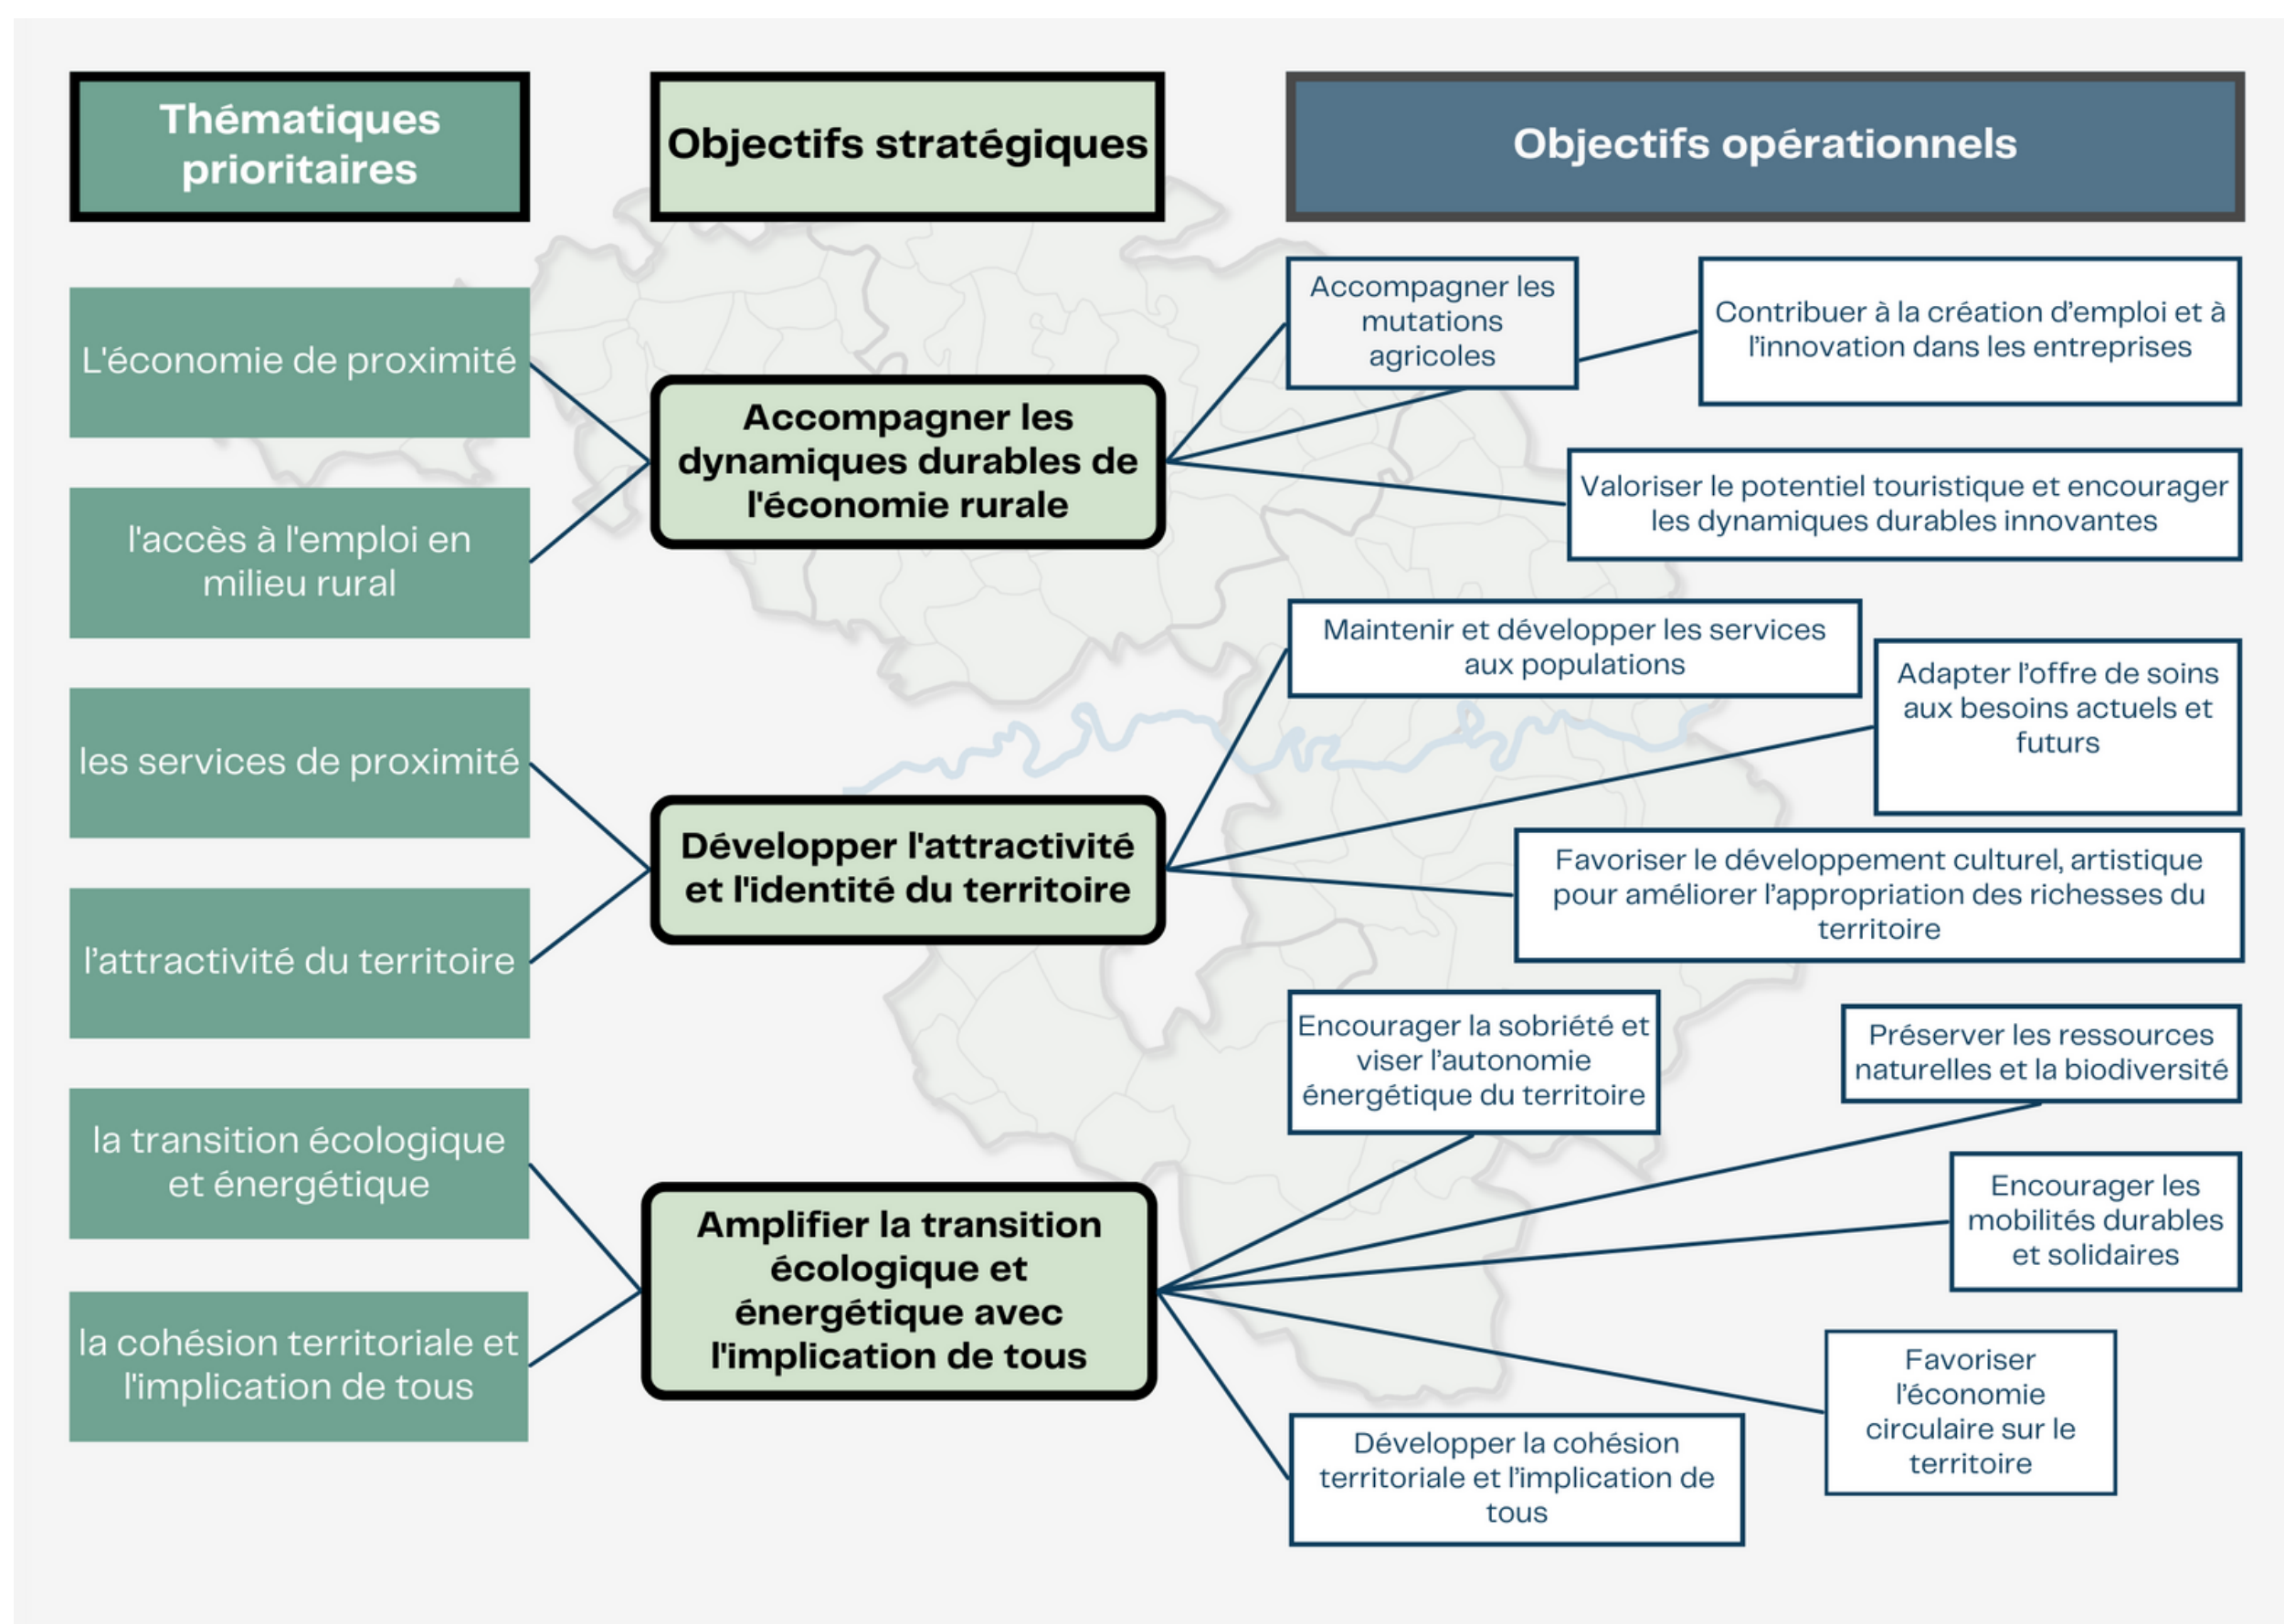 Thématiques
prioritaires
Objectifs stratégiques
Objectifs opérationnels
L'économie de proximité
l'accès à l'emploi en
milieu rural
Accompagner les
dynamiques durables de
l'économie rurale
Accompagner les
mutations
agricoles
Contribuer à la création d’emploi et à
l’innovation dans les entreprises
Valoriser le potentiel touristique et encourager
les dynamiques durables innovantes
les services de proximité
l’attractivité du territoire
Développer l'attractivité
et l'identité du territoire
Maintenir et développer les services
aux populations
Adapter l’offre de soins
aux besoins actuels et
futurs
Favoriser le développement culturel, artistique
pour améliorer l’appropriation des richesses du
territoire
la transition écologique
et énergétique
la cohésion territoriale et
l'implication de tous
Amplifier la transition
écologique et
énergétique avec
l'implication de tous
Encourager la sobriété et
viser l’autonomie
énergétique du territoire
Préserver les ressources
naturelles et la biodiversité
Encourager les
mobilités durables
et solidaires
Favoriser
l’économie
circulaire sur le
territoire
Développer la cohésion
territoriale et l’implication de
tous